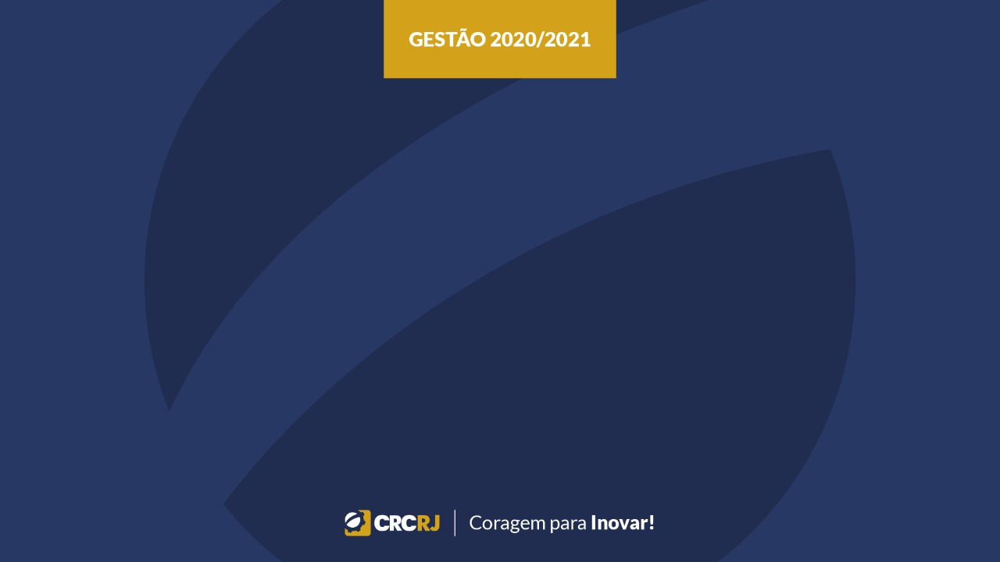 GESTÃO 2020/2021
CRCRJ
Coragem para Inovar!